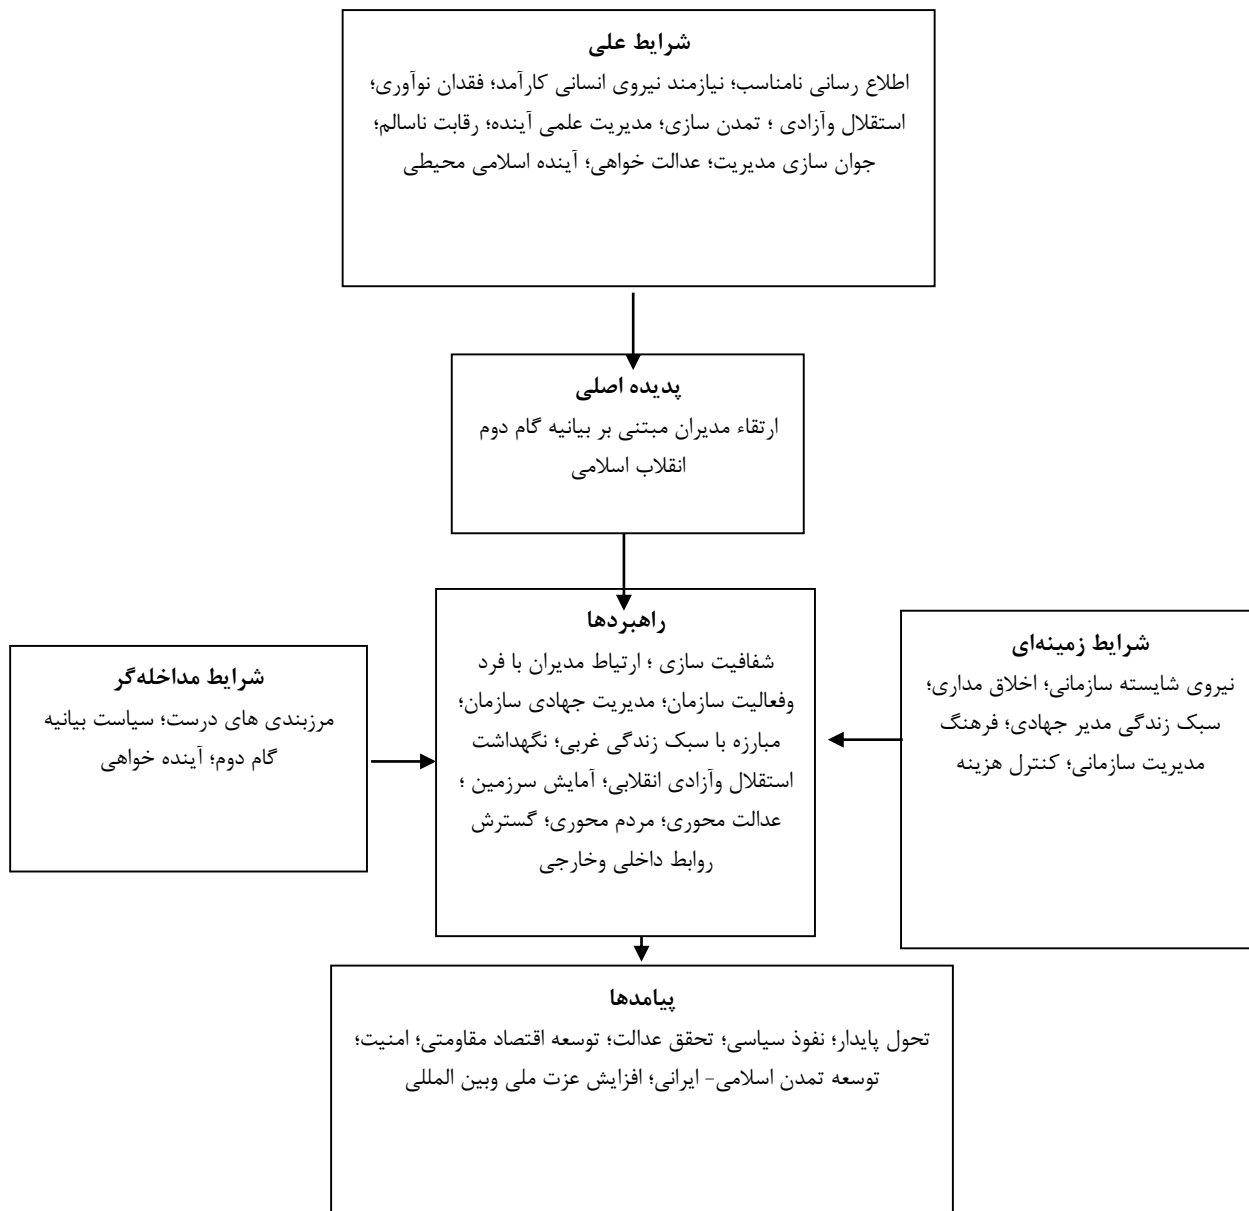 شرایط علی
اطلاع رسانی نامناسب؛ نیازمند نیروی انسانی کارآمد؛ فقدان نوآوری؛
استقلال وآزادی ؛ تمدن سازی؛ مدیریت علمی آینده؛ رقابت ناسالم؛
جوان سازی مدیریت؛ عدالت خواهی؛ آینده اسلامی محیطی
پدیده اصلی
ارتقاء مدیران مبتنی بر بیانیه گام دوم
انقلاب اسلامی
شرایط زمینه‌ای
نیروی شایسته سازمانی؛ اخلاق مداری؛
سبک زندگی مدیر جهادی؛ فرهنگ
مدیریت سازمانی؛ کنترل هزینه
راهبردها
شفافیت سازی ؛ ارتباط مدیران با فرد
وفعالیت سازمان؛ مدیریت جهادی سازمان؛
مبارزه با سبک زندگی غربی؛ نگهداشت
استقلال وآزادی انقلابی؛ آمایش سرزمین ؛
عدالت محوری؛ مردم محوری؛ گسترش
روابط داخلی وخارجی
شرایط مداخله‌گر
مرزبندی های درست؛ سیاست بیانیه
گام دوم؛ آینده خواهی
پیامدها
تحول پایدار؛ نفوذ سیاسی؛ تحقق عدالت؛ توسعه اقتصاد مقاومتی؛ امنیت؛
توسعه تمدن اسلامی- ایرانی؛ افزایش عزت ملی وبین المللی